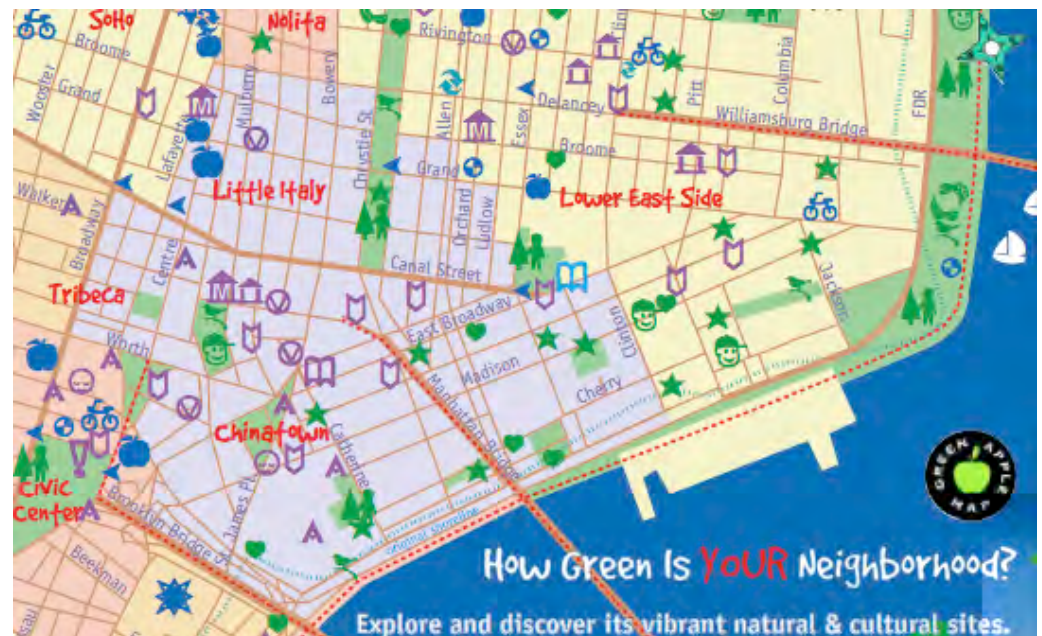 SoHo
Nolita
Rivington
Broome
Bowery
Mulberry
Columbia
Pitt
Wooster
Grand
Lafayette
Chrystie St
Allen
Essex
Delancey
FDR
Williamsburg Bridge
M
M
Broome
Grand
Little Italy
Lower East Side
Walker
Broadway
Centre
Orchard
Ludlow
Canal Street
Tribeca
M
Jackson
East Broadway
Clinton
Worth
Madison
Manhattan Bridge
Cherry
Chinatown
Catherine
Civic
Center
St. James Pl
Brooklyn Bridge
original shoreline
Beekman
GREEN APPLE
MAP
How Green Is YOUR Neighborhood?
Explore and discover its vibrant natural & cultural sites.